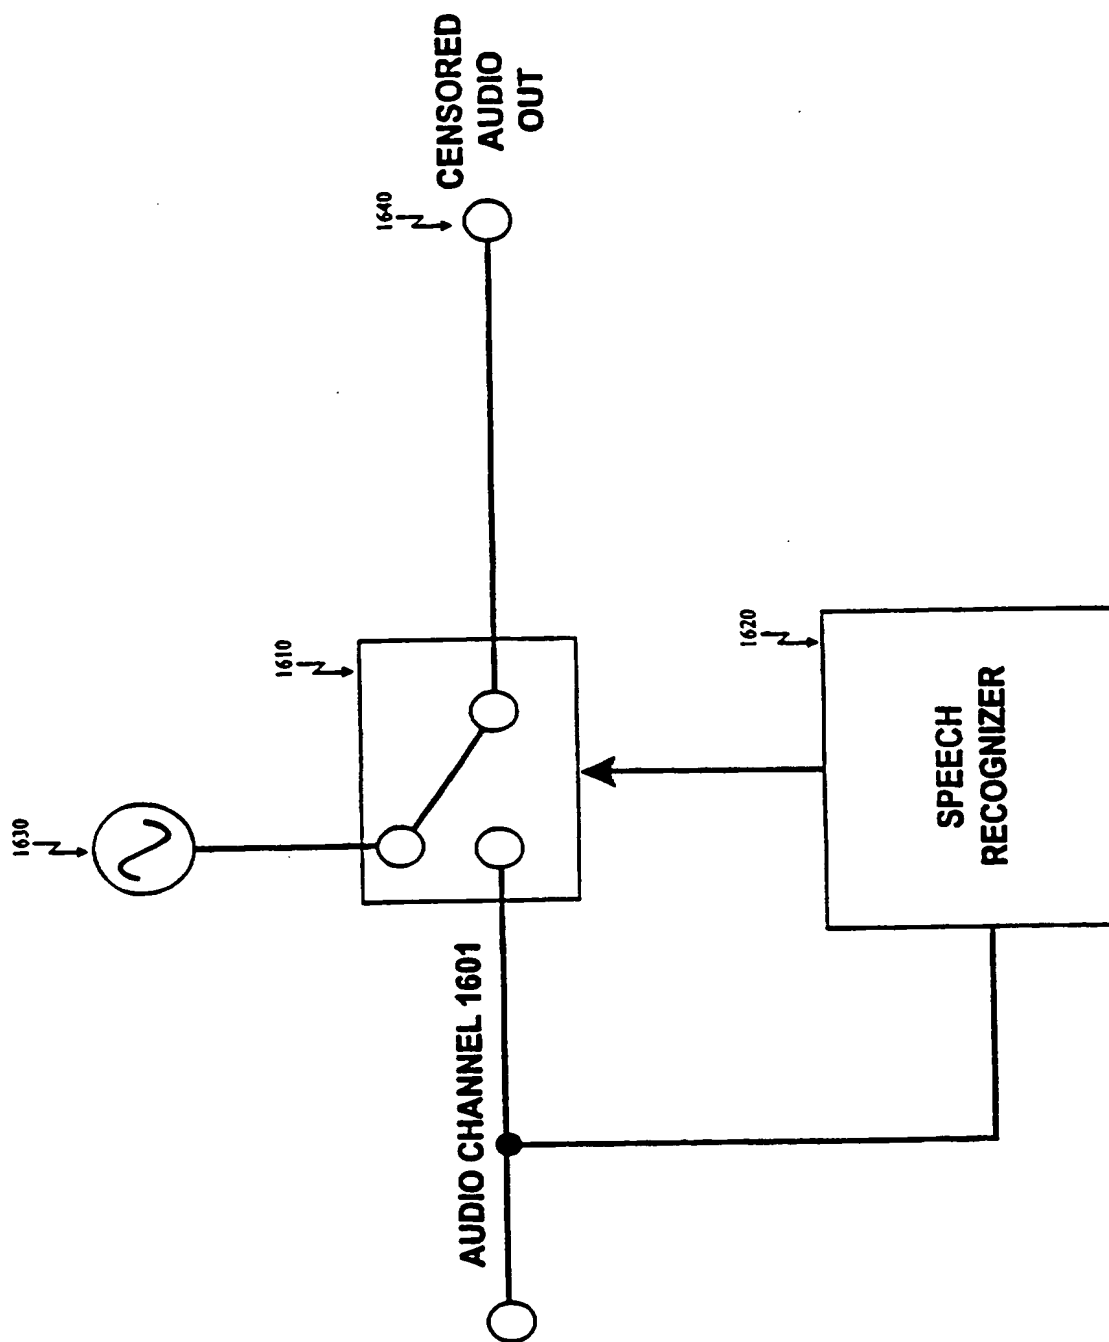 1630
1610
1640
CENSORED
AUDIO
OUT
AUDIO CHANNEL 1601
1620
SPEECH
RECOGNIZER